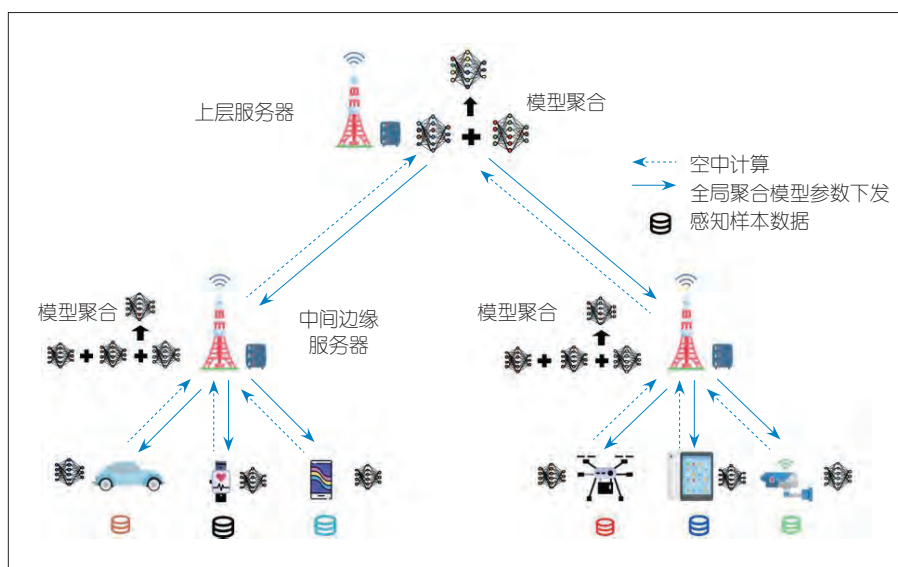 上层服务器
模型聚合
空中计算
全局聚合模型参数下发
感知样本数据
模型聚合
中间边缘
服务器
模型聚合